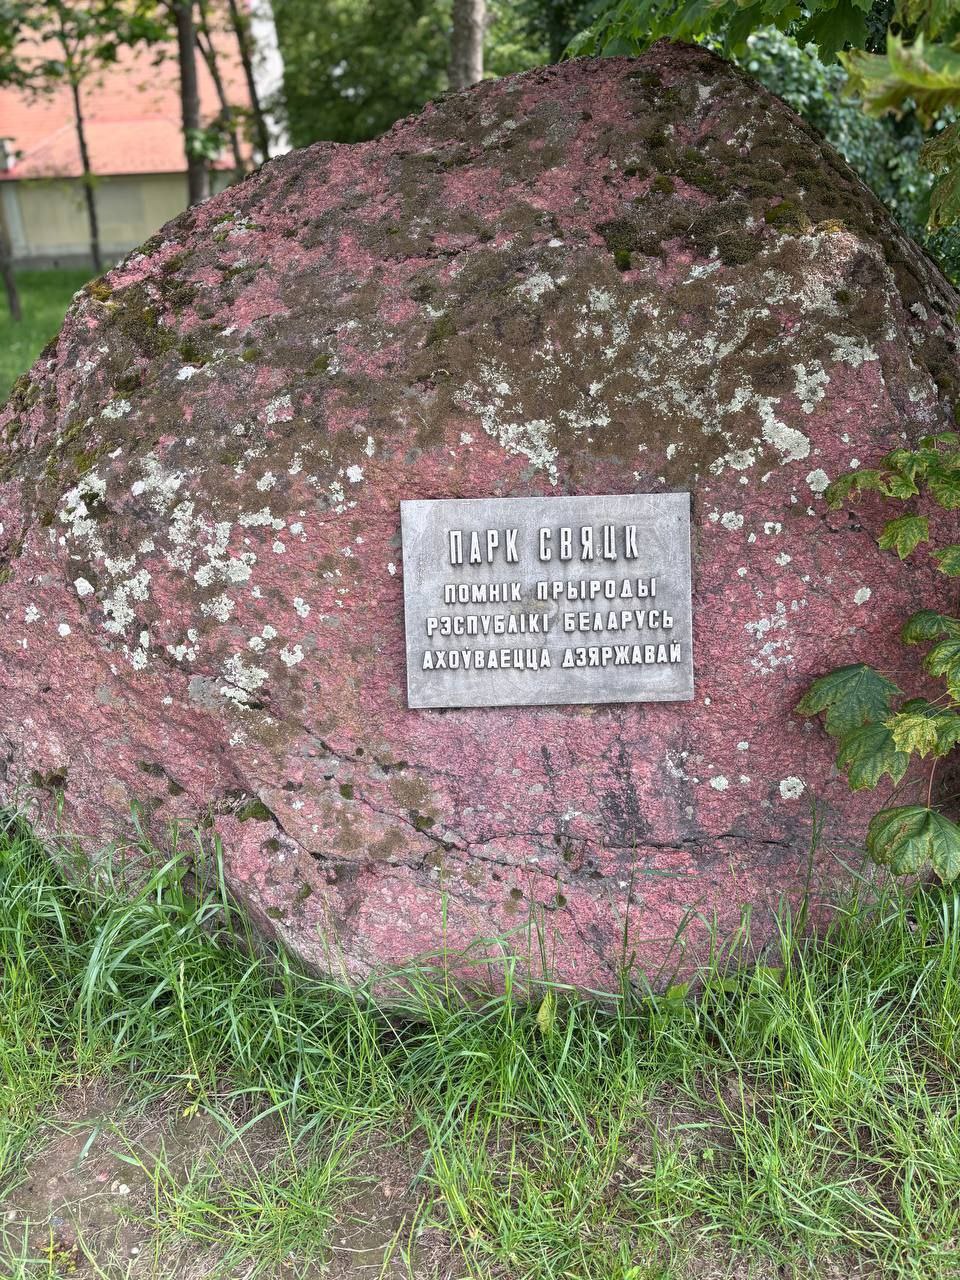 ПАРК СВЯЦК
ПОМНІК ПРЫРОДЫ
РЭСПУБЛІКІ БЕЛАРУСЬ
АХОЎВАЕЦЦА ДЗЯРЖАВАЙ